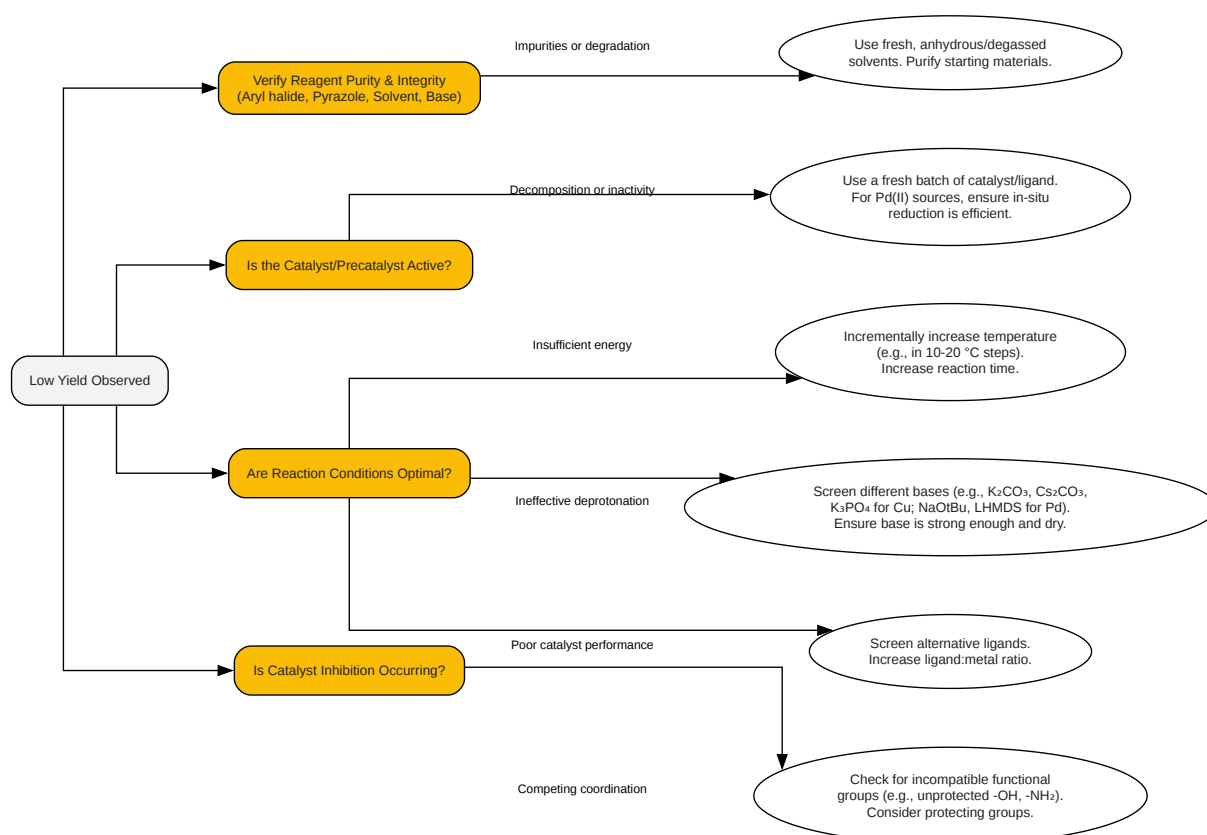 Impurities or degradation
Use fresh, anhydrous/degassed
solvents. Purify starting materials.
Verify Reagent Purity & Integrity
(Aryl halide, Pyrazole, Solvent, Base)
Decomposition or inactivity
Use a fresh batch of catalyst/ligand.
For Pd(II) sources, ensure in-situ
reduction is efficient.
Is the Catalyst/Precatalyst Active?
Insufficient energy
Incrementally increase temperature
(e.g., in 10-20 °C steps).
Increase reaction time.
Low Yield Observed
Are Reaction Conditions Optimal?
Ineffective deprotonation
Screen different bases (e.g., K₂CO₃, Cs₂CO₃,
K₃PO₄ for Cu; NaOtBu, LHMDS for Pd).
Ensure base is strong enough and dry.
Poor catalyst performance
Screen alternative ligands.
Increase ligand:metal ratio.
Is Catalyst Inhibition Occurring?
Competing coordination
Check for incompatible functional
groups (e.g., unprotected -OH, -NH₂).
Consider protecting groups.